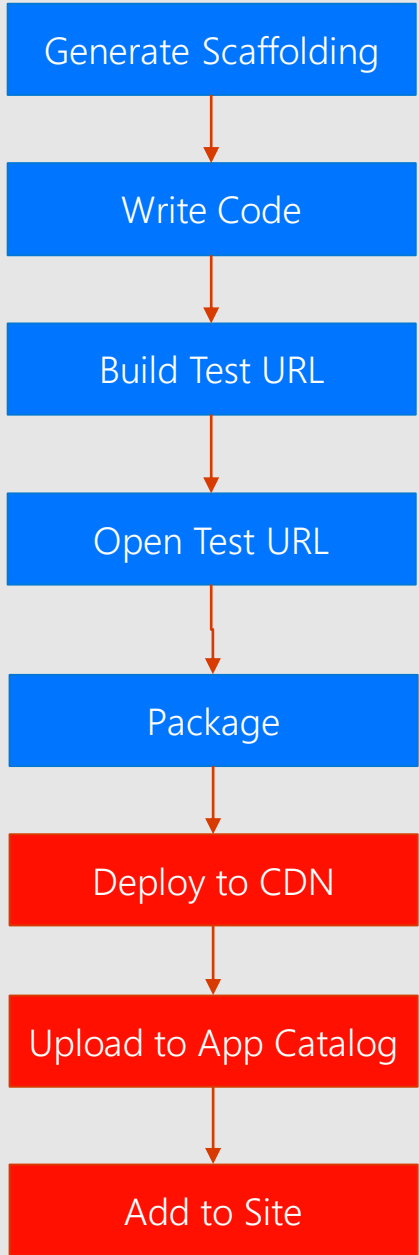 Generate Scaffolding
Write Code
Build Test URL
Open Test URL
Package
Deploy to CDN
Upload to App Catalog
Add to Site